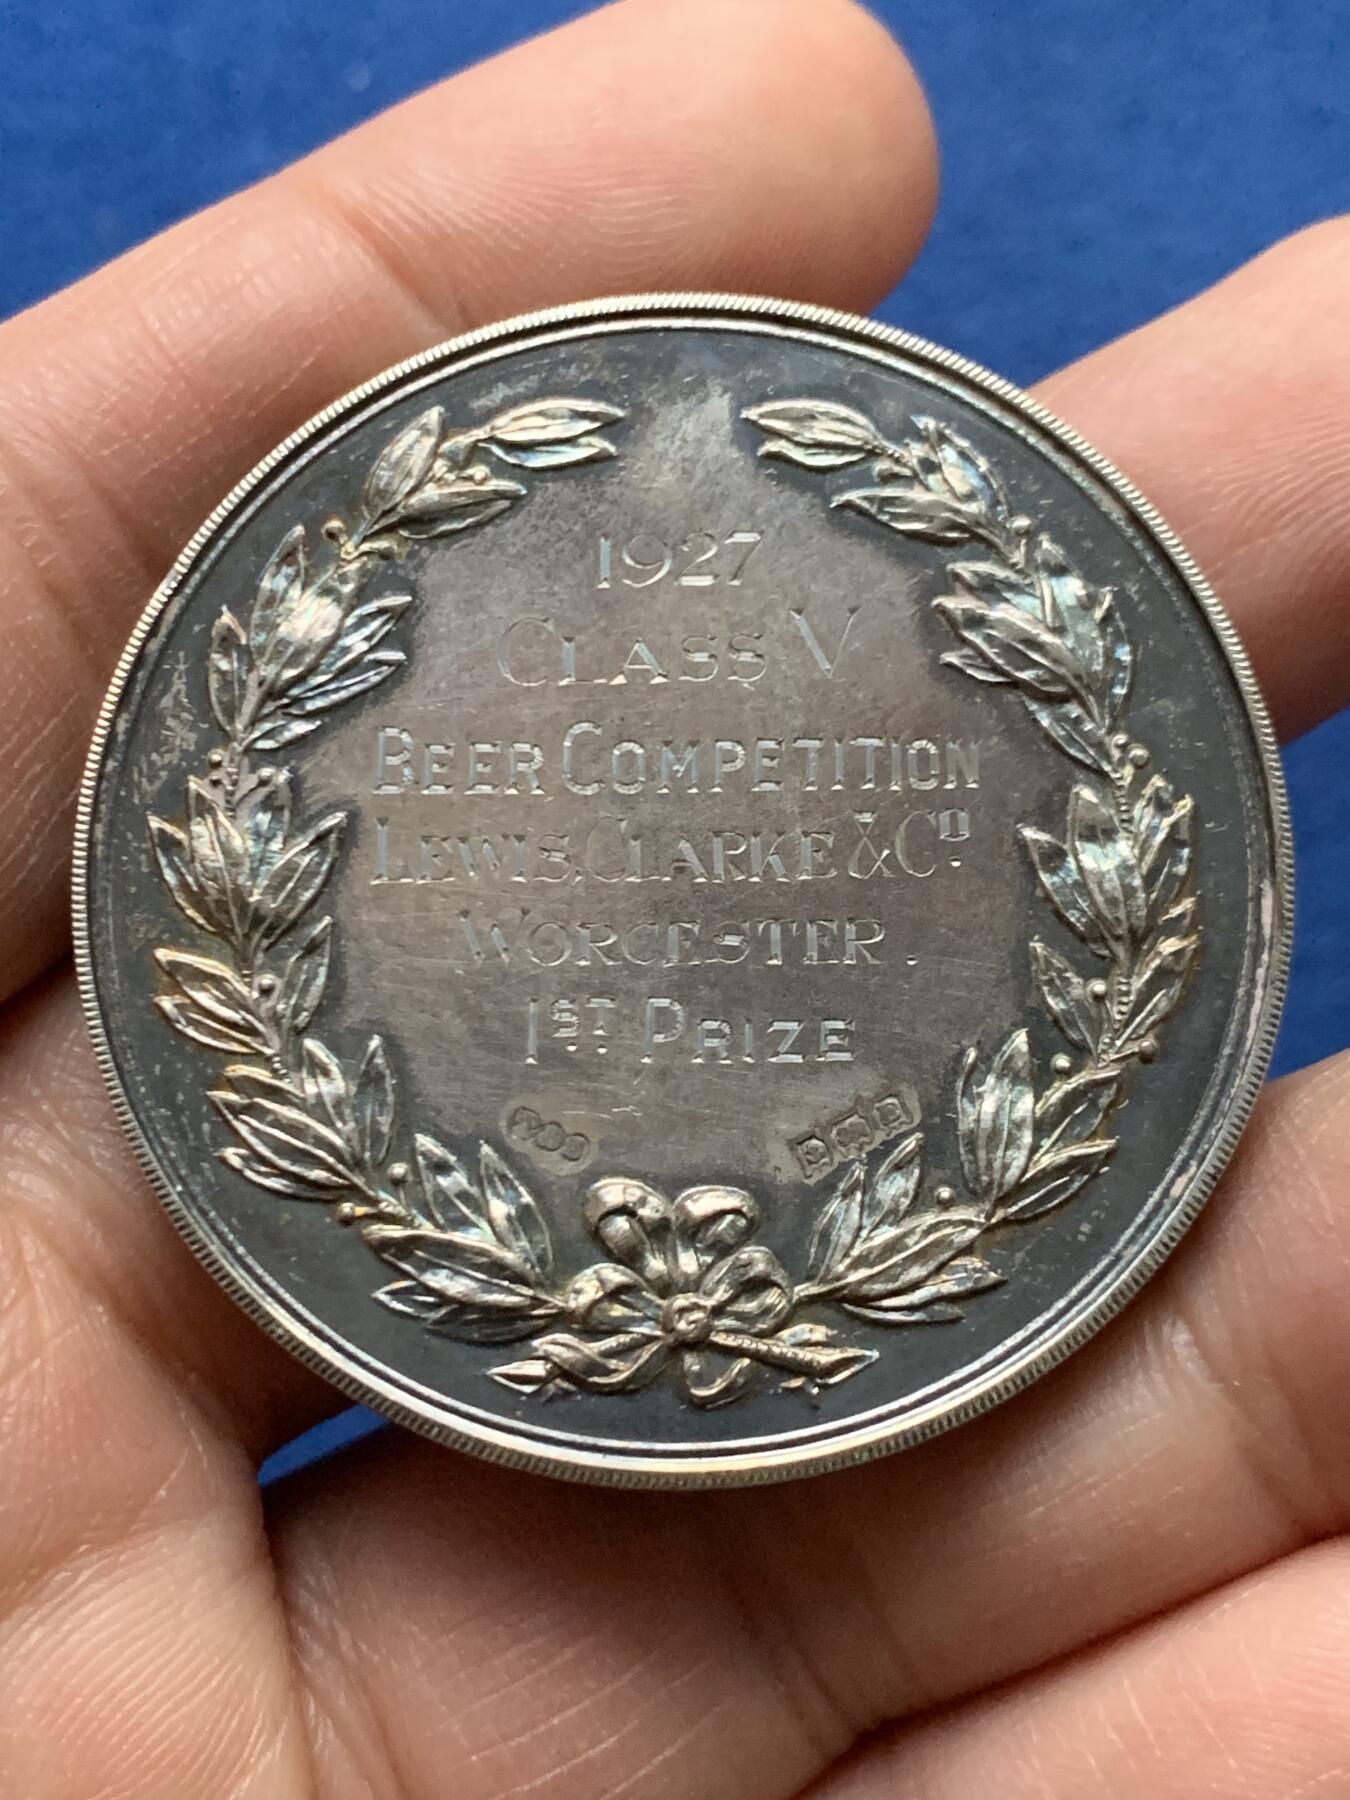 1927
CLASS V
BEER COMPETITION
LEWIS, CLARKE & Co
WORCESTER.
1ST PRIZE